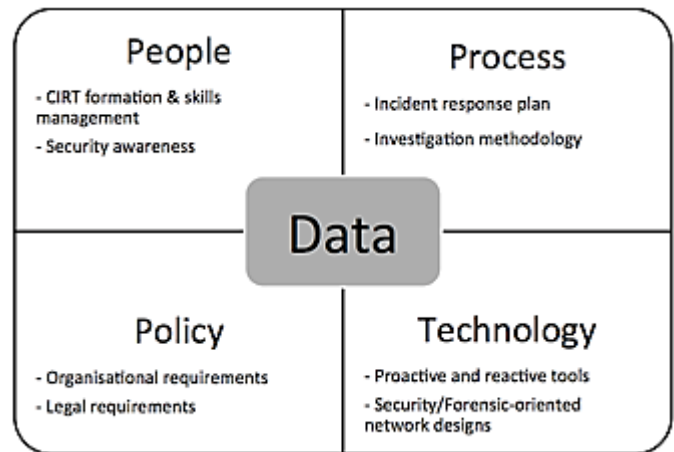 People
- CIRT formation & skills
management
- Security awareness
Process
- Incident response plan
- Investigation methodology
Data
Policy
- Organisational requirements
- Legal requirements
Technology
- Proactive and reactive tools
- Security/Forensic-oriented
network designs